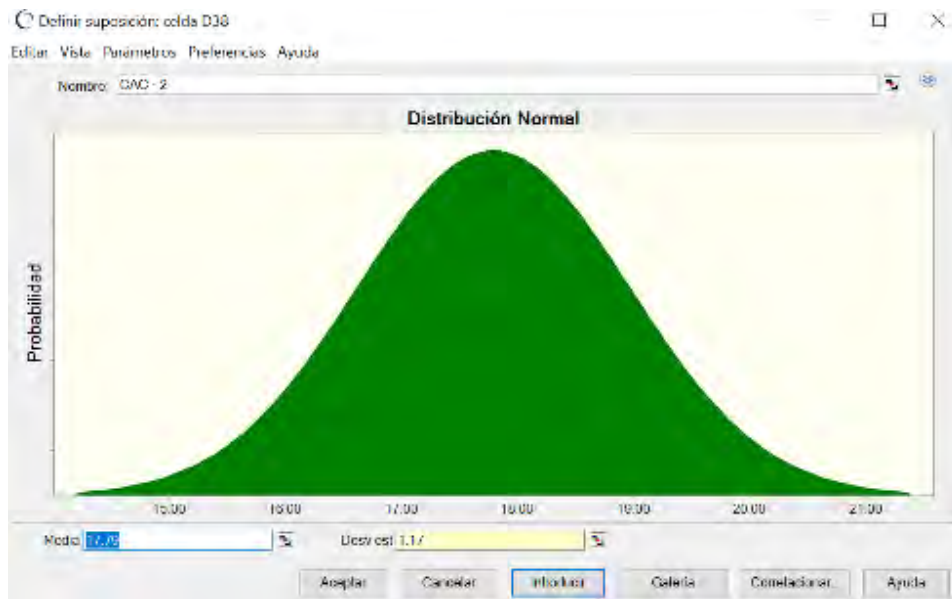 Definir suposición: celda D38
Editar Vista Parámetros Preferencias Ayuda
Nombre: CAC - 2
Distribución Normal
Probabilidad
15.00 16.00 17.00 18.00 19.00 20.00 21.00
Media 17.79 Desv est 1.17
Aceptar Cancelar Introducir Galería Correlacionar... Ayuda